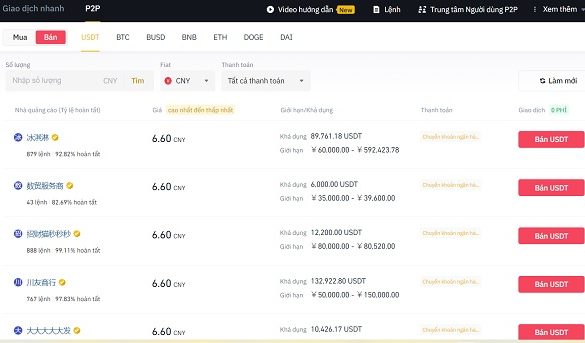 Giao dịch nhanh P2P Video hướng dẫn New Lệnh Trung tâm Người dùng P2P Xem thêm
Mua Bán USDT BTC BUSD BNB ETH DOGE DAI
Số lượng Fiat Thanh toán
Nhập số lượng CNY Tìm CNY Tất cả thanh toán Làm mới
Nhà quảng cáo (Tỷ lệ hoàn tất) Giá cao nhất đến thấp nhất Giới hạn/Khả dụng Thanh toán Giao dịch 0 PHÍ
冰 冰淇淋 6.60 CNY Khả dụng 89,761.18 USDT Chuyển khoản ngân hà... Bán USDT
879 lệnh 92.82% hoàn tất Giới hạn ¥ 60,000.00 - ¥ 592,423.78
数贸服务商 6.60 CNY Khả dụng 6,000.00 USDT Chuyển khoản ngân hà... Bán USDT
43 lệnh 82.69% hoàn tất Giới hạn ¥ 35,000.00 - ¥ 39,600.00
招 招财猫秒秒秒 6.60 CNY Khả dụng 12,200.00 USDT Chuyển khoản ngân hà... Bán USDT
888 lệnh 99.11% hoàn tất Giới hạn ¥ 80,000.00 - ¥ 80,520.00
川 川友商行 6.60 CNY Khả dụng 132,922.80 USDT Chuyển khoản ngân hà... Bán USDT
767 lệnh 97.83% hoàn tất Giới hạn ¥ 50,000.00 - ¥ 150,000.00
大 大大大大大发 6.60 CNY Khả dụng 10,426.17 USDT Chuyển khoản ngân hà... Bán USDT